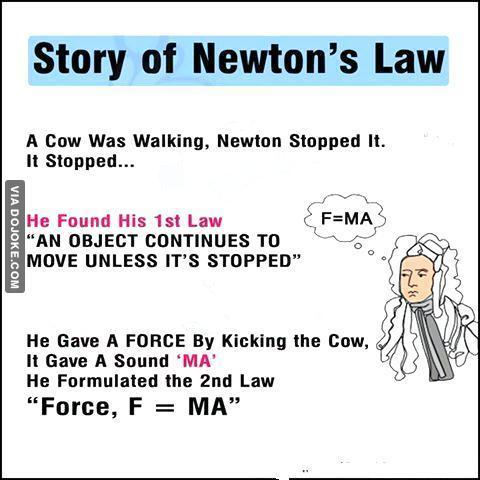 Story of Newton's Law
A Cow Was Walking, Newton Stopped It.
It Stopped...
He Found His 1st Law
“AN OBJECT CONTINUES TO
MOVE UNLESS IT'S STOPPED”
F=MA
He Gave A FORCE By Kicking the Cow,
It Gave A Sound ‘MA’
He Formulated the 2nd Law
“Force, F = MA”
VIA DOJOKE.COM